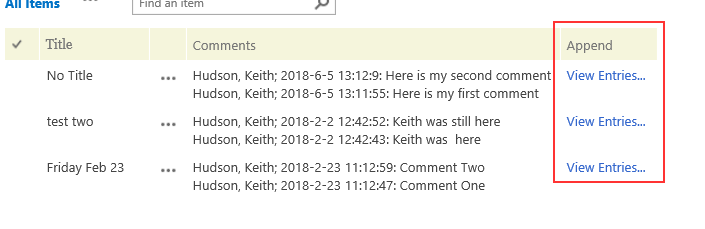 All Items ... Find an item
Title Comments Append
No Title ... Hudson, Keith; 2018-6-5 13:12:9: Here is my second comment View Entries...
Hudson, Keith; 2018-6-5 13:11:55: Here is my first comment
test two ... Hudson, Keith; 2018-2-2 12:42:52: Keith was still here View Entries...
Hudson, Keith; 2018-2-2 12:42:43: Keith was  here
Friday Feb 23 ... Hudson, Keith; 2018-2-23 11:12:59: Comment Two View Entries...
Hudson, Keith; 2018-2-23 11:12:47: Comment One